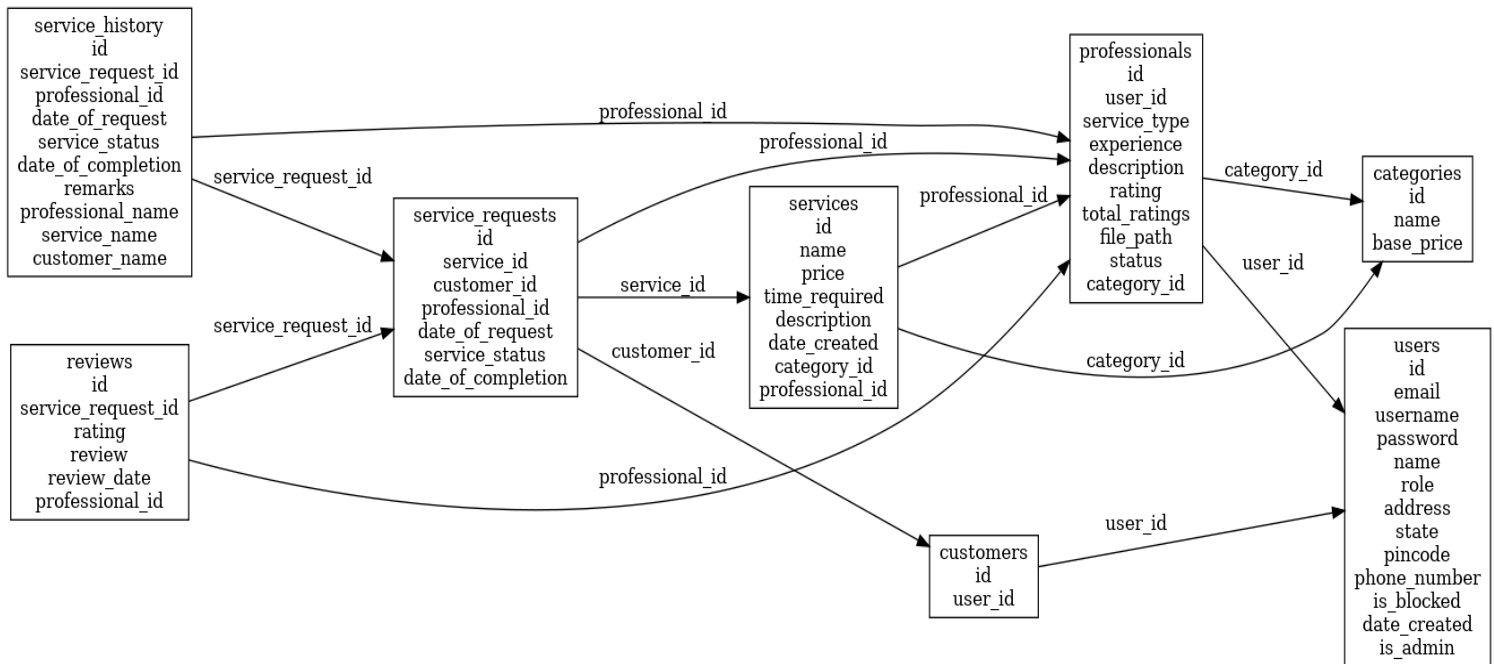 service_history
id
service_request_id
professional_id
date_of_request
service_status
date_of_completion
remarks
professional_name
service_name
customer_name
reviews
id
service_request_id
rating
review
review_date
professional_id
professional_id
service_request_id
service_request_id
professional_id
service_requests
id
service_id
customer_id
professional_id
date_of_request
service_status
date_of_completion
professional_id
service_id
customer_id
services
id
name
price
time_required
description
date_created
category_id
professional_id
professional_id
category_id
customers
id
user_id
user_id
professionals
id
user_id
service_type
experience
description
rating
total_ratings
file_path
status
category_id
category_id
user_id
categories
id
name
base_price
users
id
email
username
password
name
role
address
state
pincode
phone_number
is_blocked
date_created
is_admin